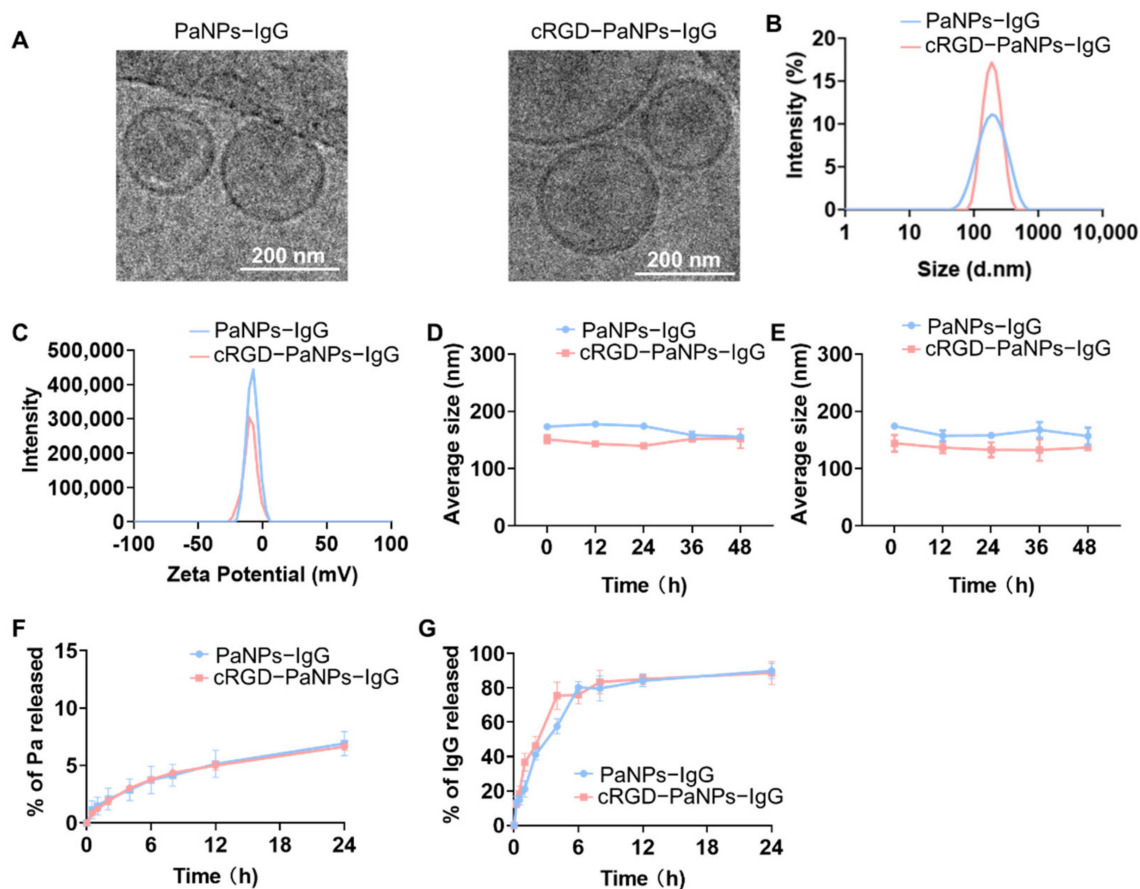 A
PaNPs–IgG
200 nm
cRGD–PaNPs–IgG
200 nm
B
PaNPs–IgG
cRGD–PaNPs–IgG
Intensity (%)
20
15
10
5
0
1
10
100
1000
10,000
Size (d.nm)
C
PaNPs–IgG
cRGD–PaNPs–IgG
Intensity
500,000
400,000
300,000
200,000
100,000
0
-100
-50
0
50
100
Zeta Potential (mV)
D
PaNPs–IgG
cRGD–PaNPs–IgG
Average size (nm)
300
200
100
0
0
12
24
36
48
Time（h）
E
PaNPs–IgG
cRGD–PaNPs–IgG
Average size (nm)
300
200
100
0
0
12
24
36
48
Time（h）
F
PaNPs–IgG
cRGD–PaNPs–IgG
% of Pa released
15
10
5
0
0
6
12
18
24
Time（h）
G
% of IgG released
100
80
60
40
20
0
PaNPs–IgG
cRGD–PaNPs–IgG
0
6
12
18
24
Time（h）